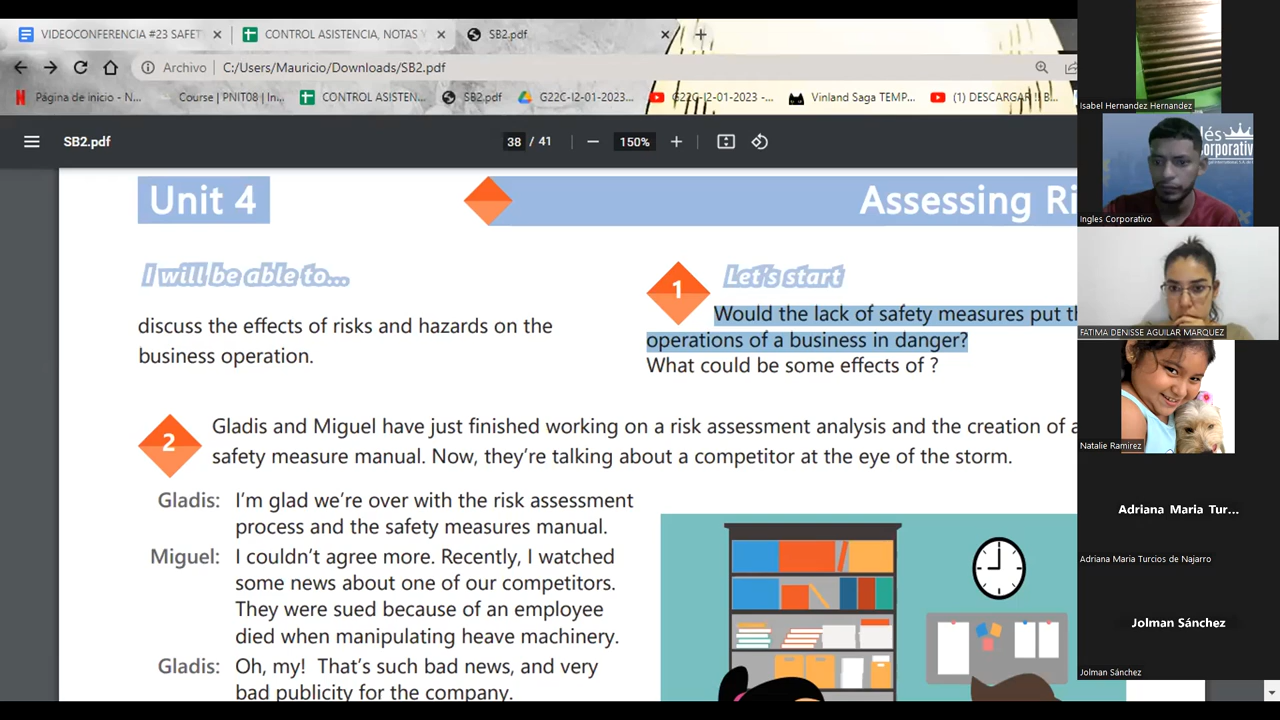 VIDEOCONFERENCIA #23 SAFET
CONTROL ASISTENCIA, NOTAS Y
SB2.pdf
Archivo
C:/Users/Mauricio/Downloads/SB2.pdf
Página de inicio - N...
Course | PNIT08 | In...
CONTROL ASISTEN...
SB2.pdf
G22C-I2-01-2023...
G22C-I2-01-2023 -...
Vinland Saga TEMP...
(1) DESCARGAR !! B...
SB2.pdf
38 / 41
150%
Unit 4
Assessing Ri
I will be able to...
discuss the effects of risks and hazards on the
business operation.
1
Let's start
Would the lack of safety measures put th
operations of a business in danger?
What could be some effects of ?
2
Gladis and Miguel have just finished working on a risk assessment analysis and the creation of a
safety measure manual. Now, they're talking about a competitor at the eye of the storm.
Gladis: I'm glad we're over with the risk assessment
process and the safety measures manual.
Miguel: I couldn't agree more. Recently, I watched
some news about one of our competitors.
They were sued because of an employee
died when manipulating heave machinery.
Gladis: Oh, my! That's such bad news, and very
bad publicity for the company.
Isabel Hernandez Hernandez
lés
orporativ
Ingles Corporativo
FATIMA DENISSE AGUILAR MARQUEZ
Natalie Ramirez
Adriana Maria Tur...
Adriana Maria Turcios de Najarro
Jolman Sánchez
Jolman Sánchez